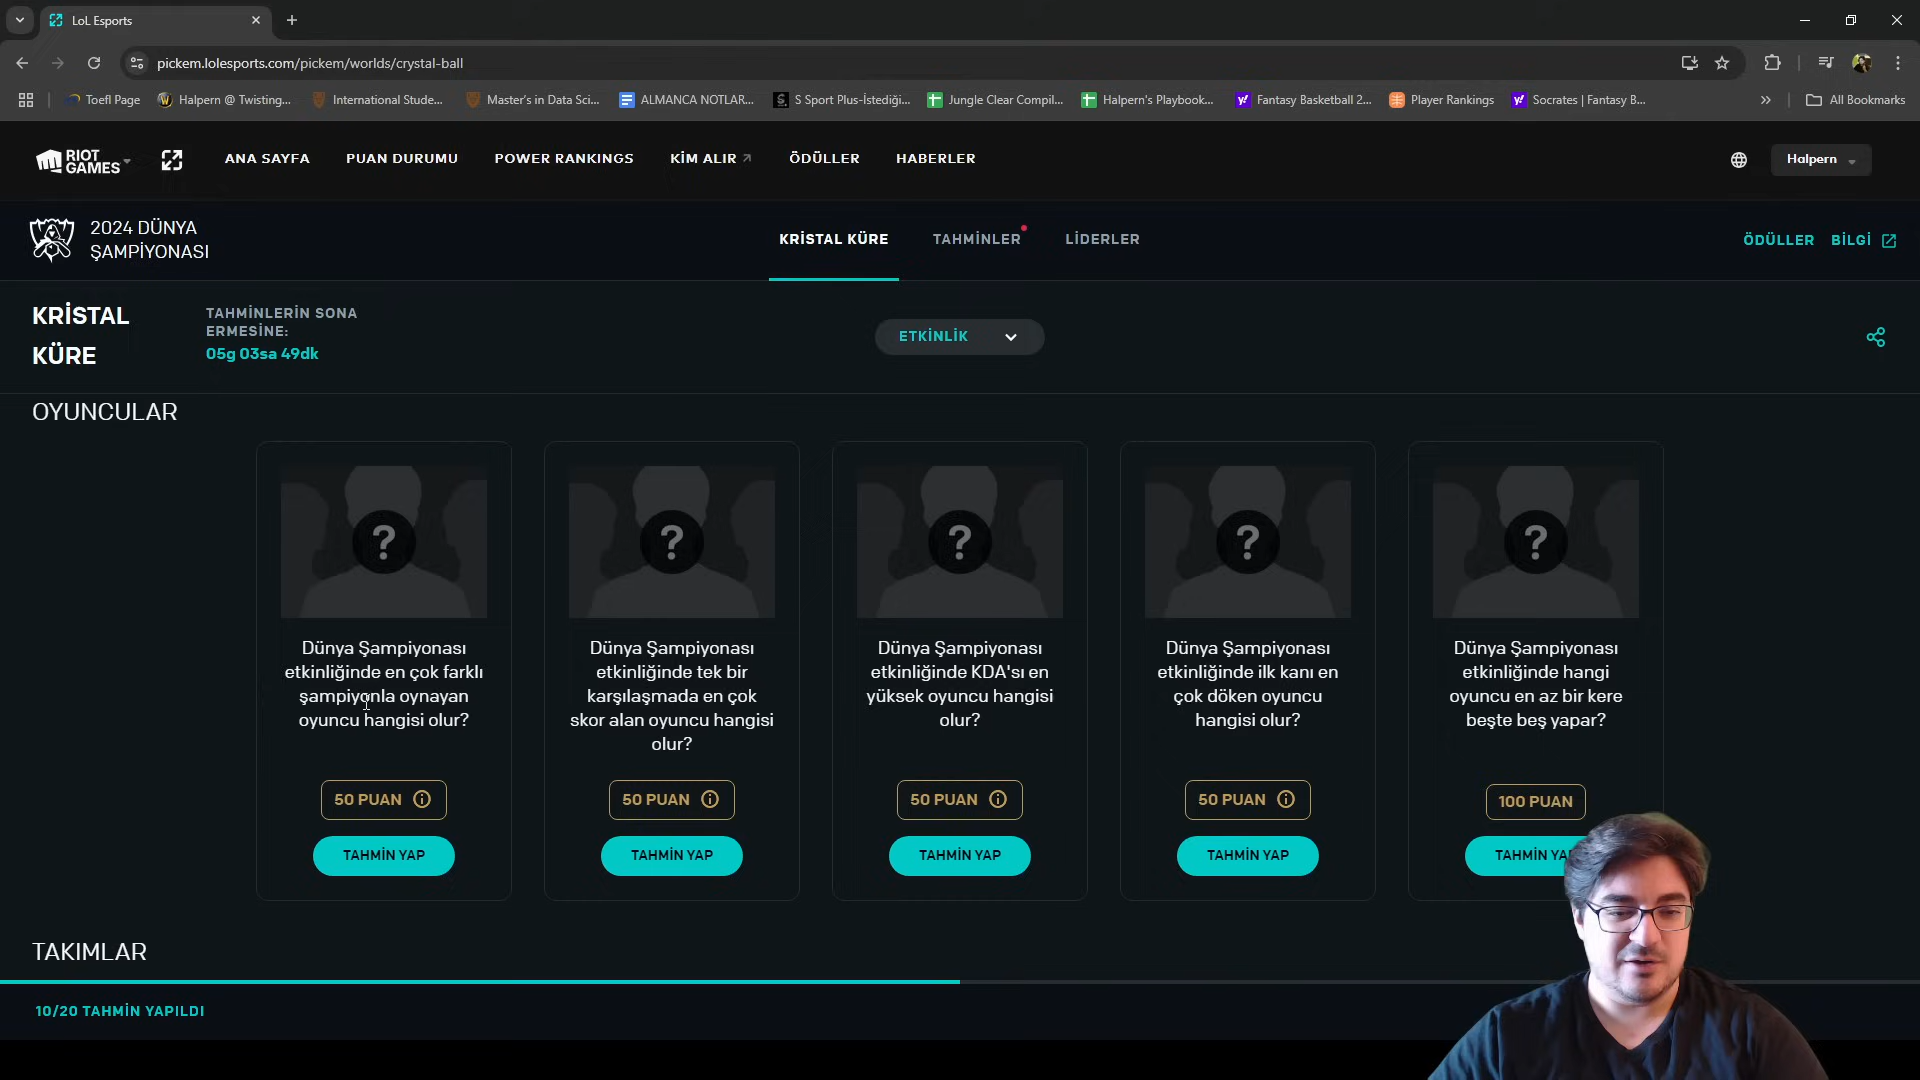 LoL Esports
pickem.lolesports.com/pickem/worlds/crystal-ball
Toefl Page
Halpern @ Twisting...
International Stude...
Master's in Data Sci...
ALMANCA NOTLAR...
S Sport Plus-İstediği...
Jungle Clear Compil...
Halpern's Playbook...
Fantasy Basketball 2...
Player Rankings
Socrates | Fantasy B...
All Bookmarks
RIOT
GAMES
ANA SAYFA
PUAN DURUMU
POWER RANKINGS
KİM ALIR
ÖDÜLLER
HABERLER
Halpern
2024 DÜNYA
ŞAMPİYONASI
KRİSTAL KÜRE
TAHMİNLER
LİDERLER
ÖDÜLLER
BİLGİ
KRİSTAL
KÜRE
TAHMİNLERİN SONA
ERMESİNE:
05g 03sa 49dk
ETKİNLİK
OYUNCULAR
?
Dünya Şampiyonası
etkinliğinde en çok farklı
şampiyonla oynayan
oyuncu hangisi olur?
50 PUAN
TAHMİN YAP
?
Dünya Şampiyonası
etkinliğinde tek bir
karşılaşmada en çok
skor alan oyuncu hangisi
olur?
50 PUAN
TAHMİN YAP
?
Dünya Şampiyonası
etkinliğinde KDA'sı en
yüksek oyuncu hangisi
olur?
50 PUAN
TAHMİN YAP
?
Dünya Şampiyonası
etkinliğinde ilk kanı en
çok döken oyuncu
hangisi olur?
50 PUAN
TAHMİN YAP
?
Dünya Şampiyonası
etkinliğinde hangi
oyuncu en az bir kere
beşte beş yapar?
100 PUAN
TAHMİN YA
TAKIMLAR
10/20 TAHMİN YAPILDI